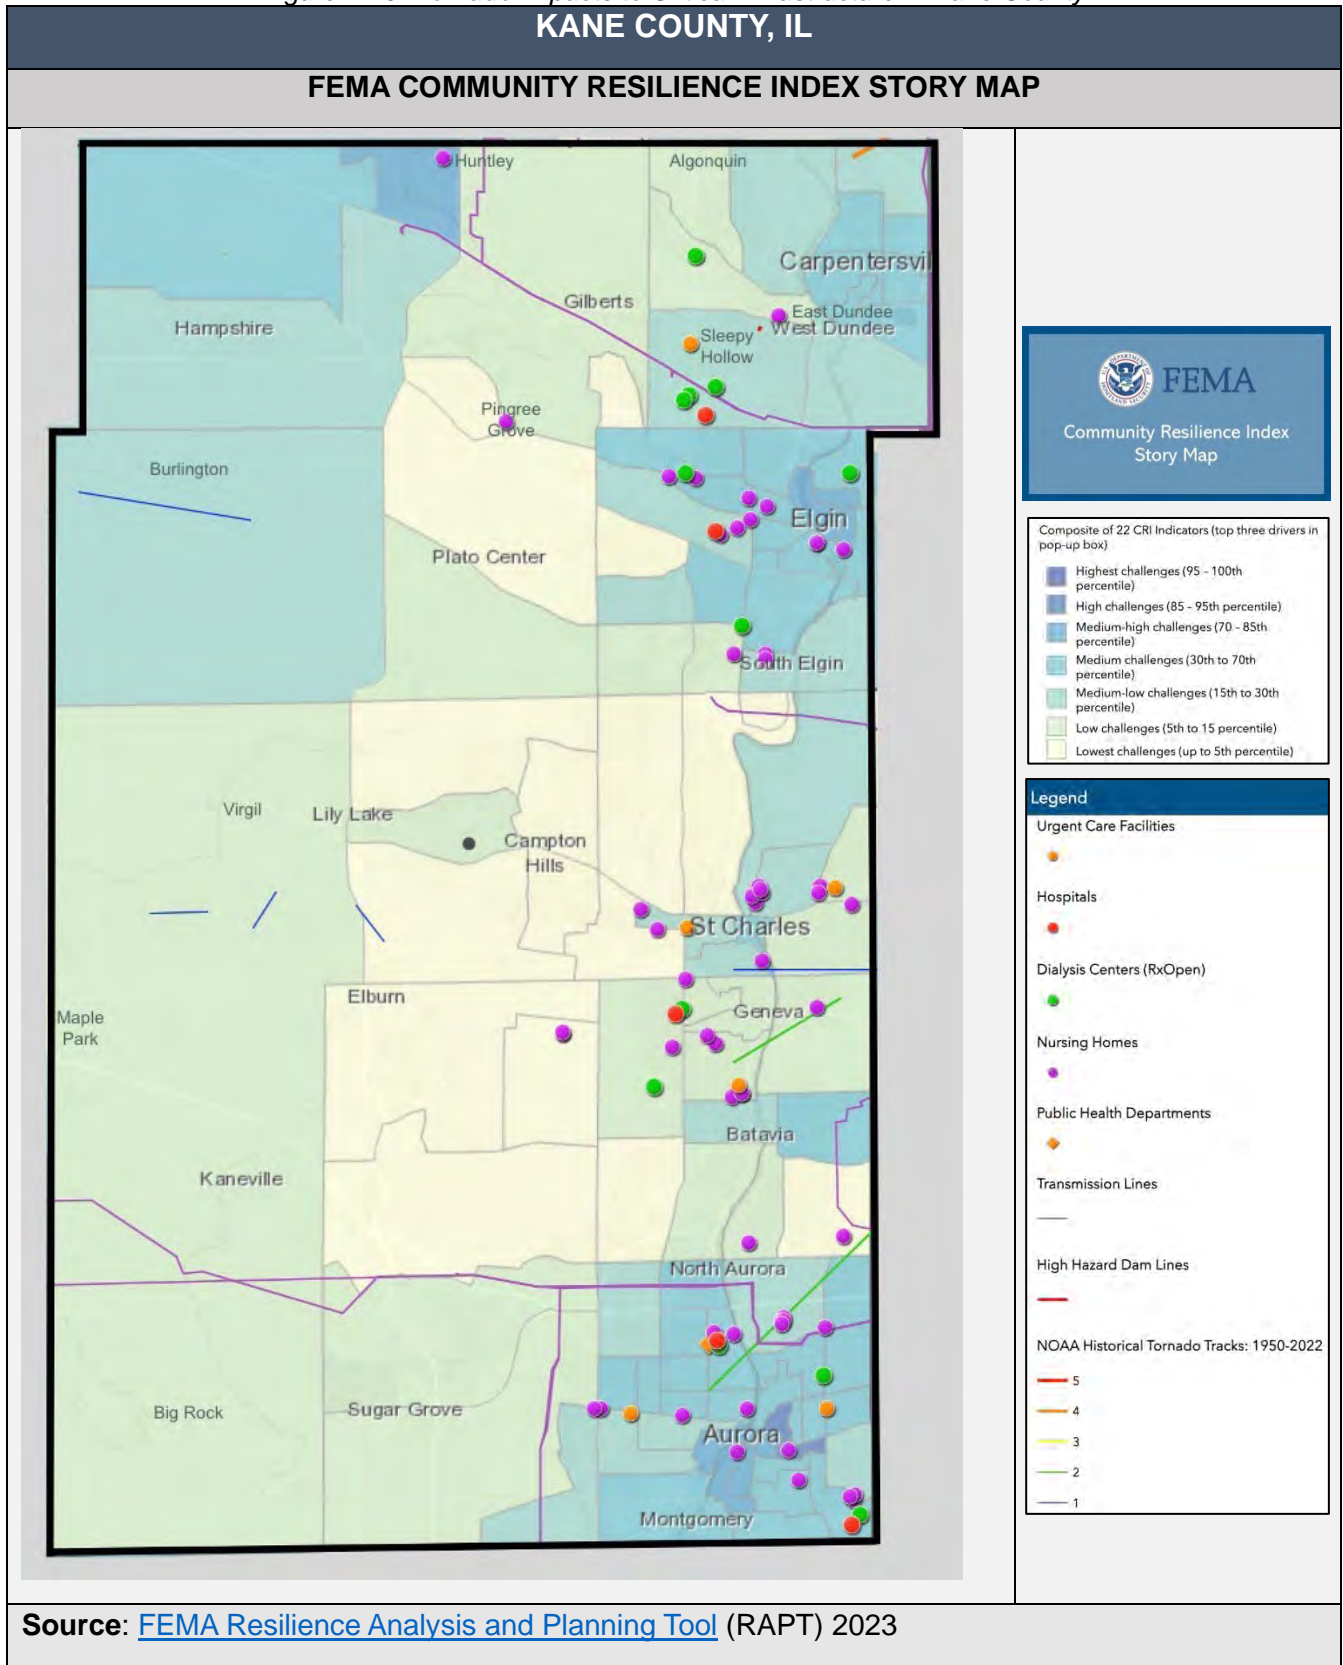 KANE COUNTY, IL
FEMA COMMUNITY RESILIENCE INDEX STORY MAP
Huntley
Algonquin
Carpentersvil
Gilberts
East Dundee
Hampshire
West Dundee
Sleepy
Hollow
Pingree
Grove
Burlington
Elgin
Plato Center
South Elgin
Virgil
Lily Lake
Campton
Hills
St Charles
Elburn
Geneva
Maple
Park
Batavia
Kaneville
North Aurora
Big Rock
Sugar Grove
Aurora
Montgomery
FEMA
Community Resilience Index
Story Map
Composite of 22 CRI Indicators (top three drivers in
pop-up box)
Highest challenges (95 - 100th
percentile)
High challenges (85 - 95th percentile)
Medium-high challenges (70 - 85th
percentile)
Medium challenges (30th to 70th
percentile)
Medium-low challenges (15th to 30th
percentile)
Low challenges (5th to 15 percentile)
Lowest challenges (up to 5th percentile)
Legend
Urgent Care Facilities
Hospitals
Dialysis Centers (RxOpen)
Nursing Homes
Public Health Departments
Transmission Lines
High Hazard Dam Lines
NOAA Historical Tornado Tracks: 1950-2022
5
4
3
2
1
Source: FEMA Resilience Analysis and Planning Tool (RAPT) 2023